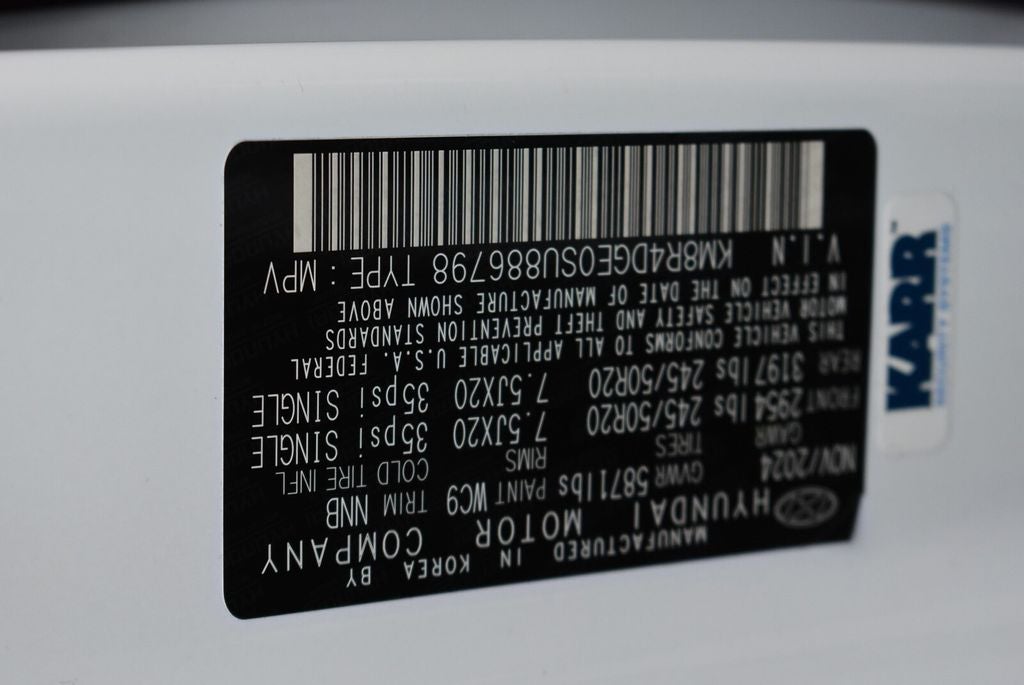 MANUFACTURED IN KOREA BY
HYUNDAI MOTOR COMPANY
NOV/2024 GVWR 5871lbs PAINT WC9 TRIM NNB
GAWR TIRES RIMS COLD TIRE INFL
FRONT 2954lbs 245/50R20 7.5JX20 35psi SINGLE
REAR 3197lbs 245/50R20 7.5JX20 35psi SINGLE
THIS VEHICLE CONFORMS TO ALL APPLICABLE U.S.A. FEDERAL
MOTOR VEHICLE SAFETY AND THEFT PREVENTION STANDARDS
IN EFFECT ON THE DATE OF MANUFACTURE SHOWN ABOVE
V.I.N KM8R4DGE0SU886798 TYPE : MPV
KARR™
SECURITY SYSTEMS